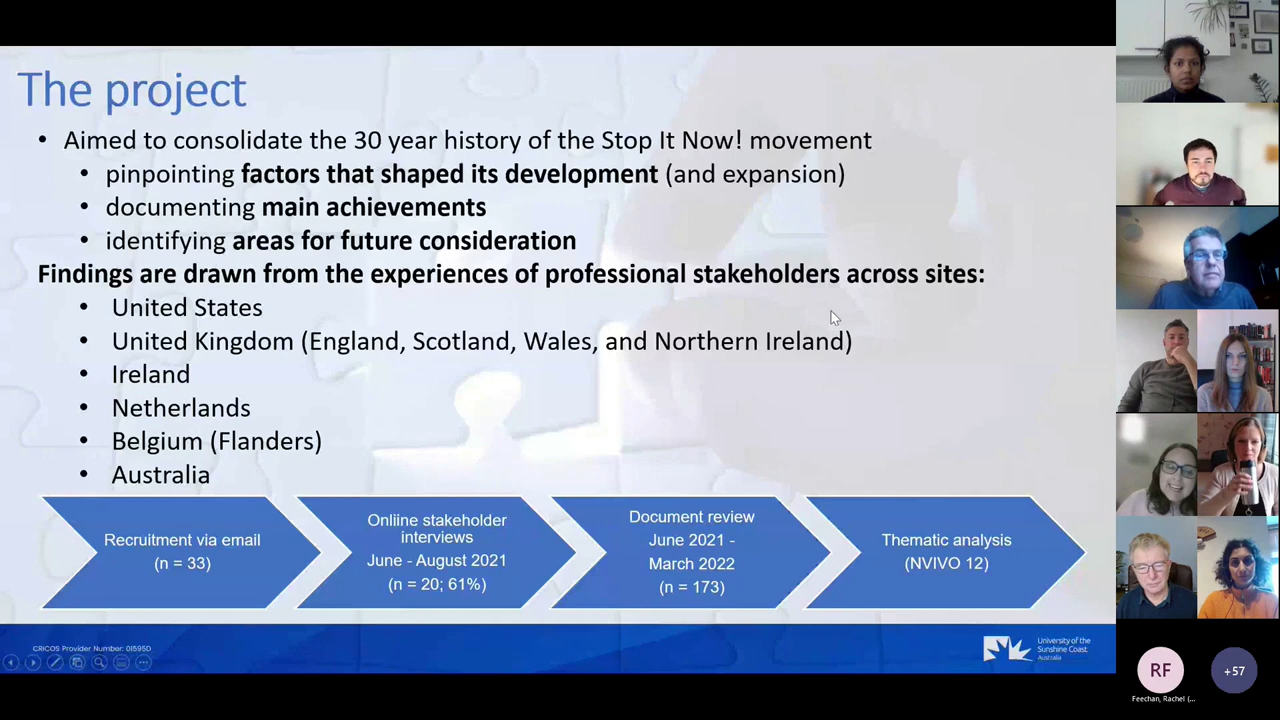 The project
• Aimed to consolidate the 30 year history of the Stop It Now! movement
• pinpointing factors that shaped its development (and expansion)
• documenting main achievements
• identifying areas for future consideration
Findings are drawn from the experiences of professional stakeholders across sites:
• United States
• United Kingdom (England, Scotland, Wales, and Northern Ireland)
• Ireland
• Netherlands
• Belgium (Flanders)
• Australia
Recruitment via email
(n = 33)
Onliine stakeholder
interviews
June - August 2021
(n = 20; 61%)
Document review
June 2021 -
March 2022
(n = 173)
Thematic analysis
(NVIVO 12)
CRICOS Provider Number: 01595D
University of the
Sunshine Coast
Australia
RF
+57
Feechan, Rachel (...